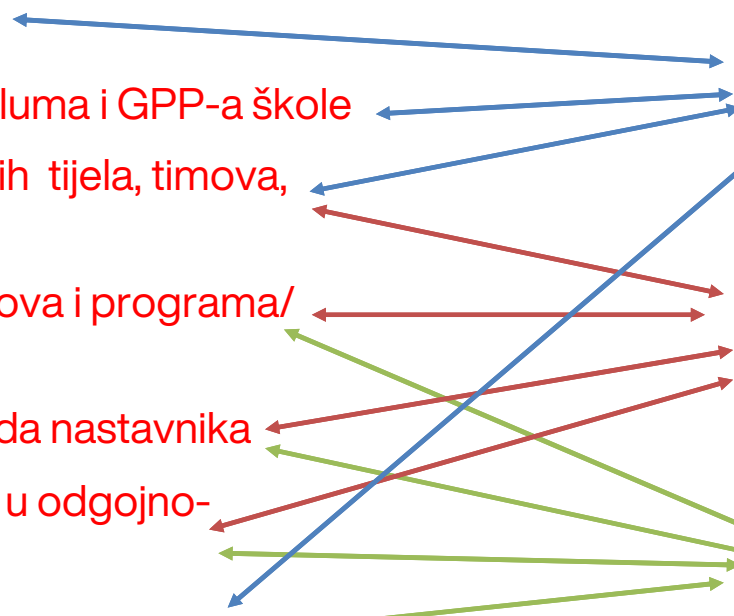 luma i GPP-a škole
ih tijela, timova,
ova i programa/
da nastavnika
u odgojno-